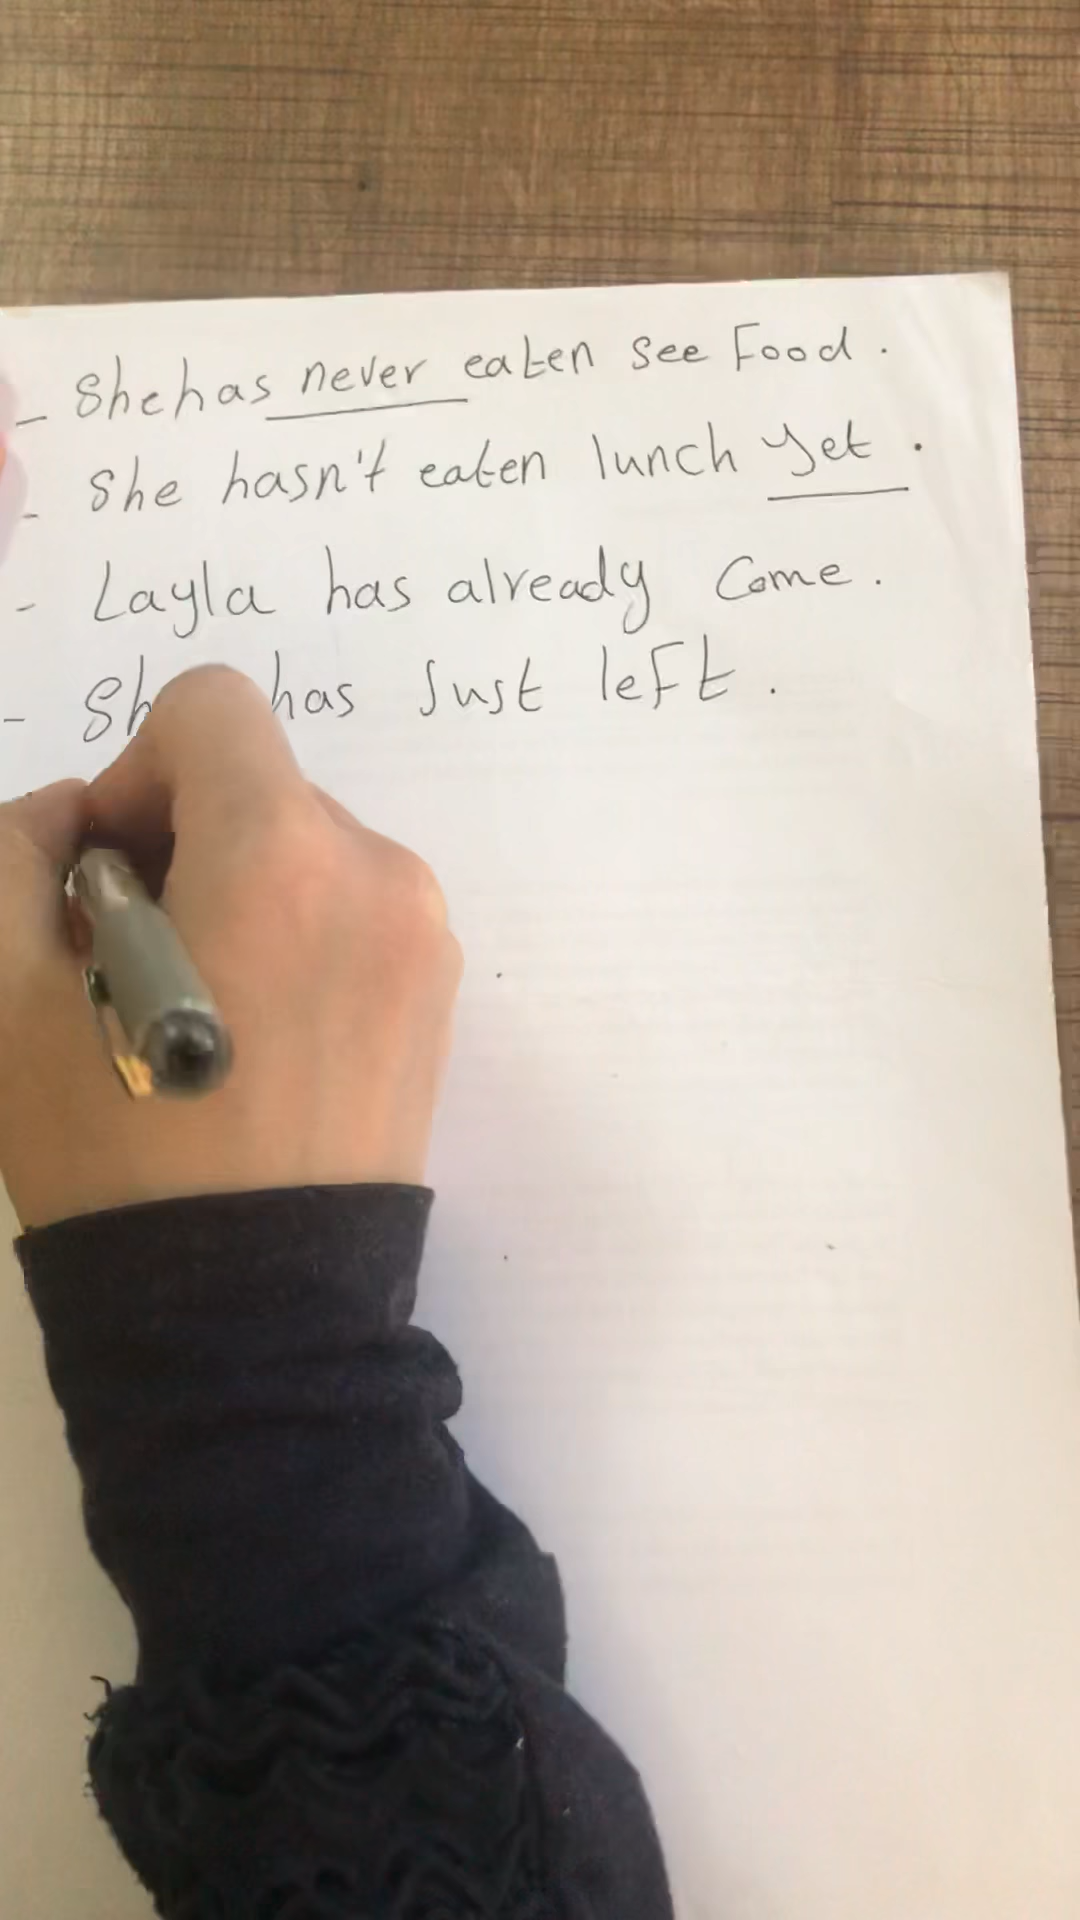 - She has never eaten see Food.
- She hasn't eaten lunch yet.
- Layla has already Come.
- has Just left.